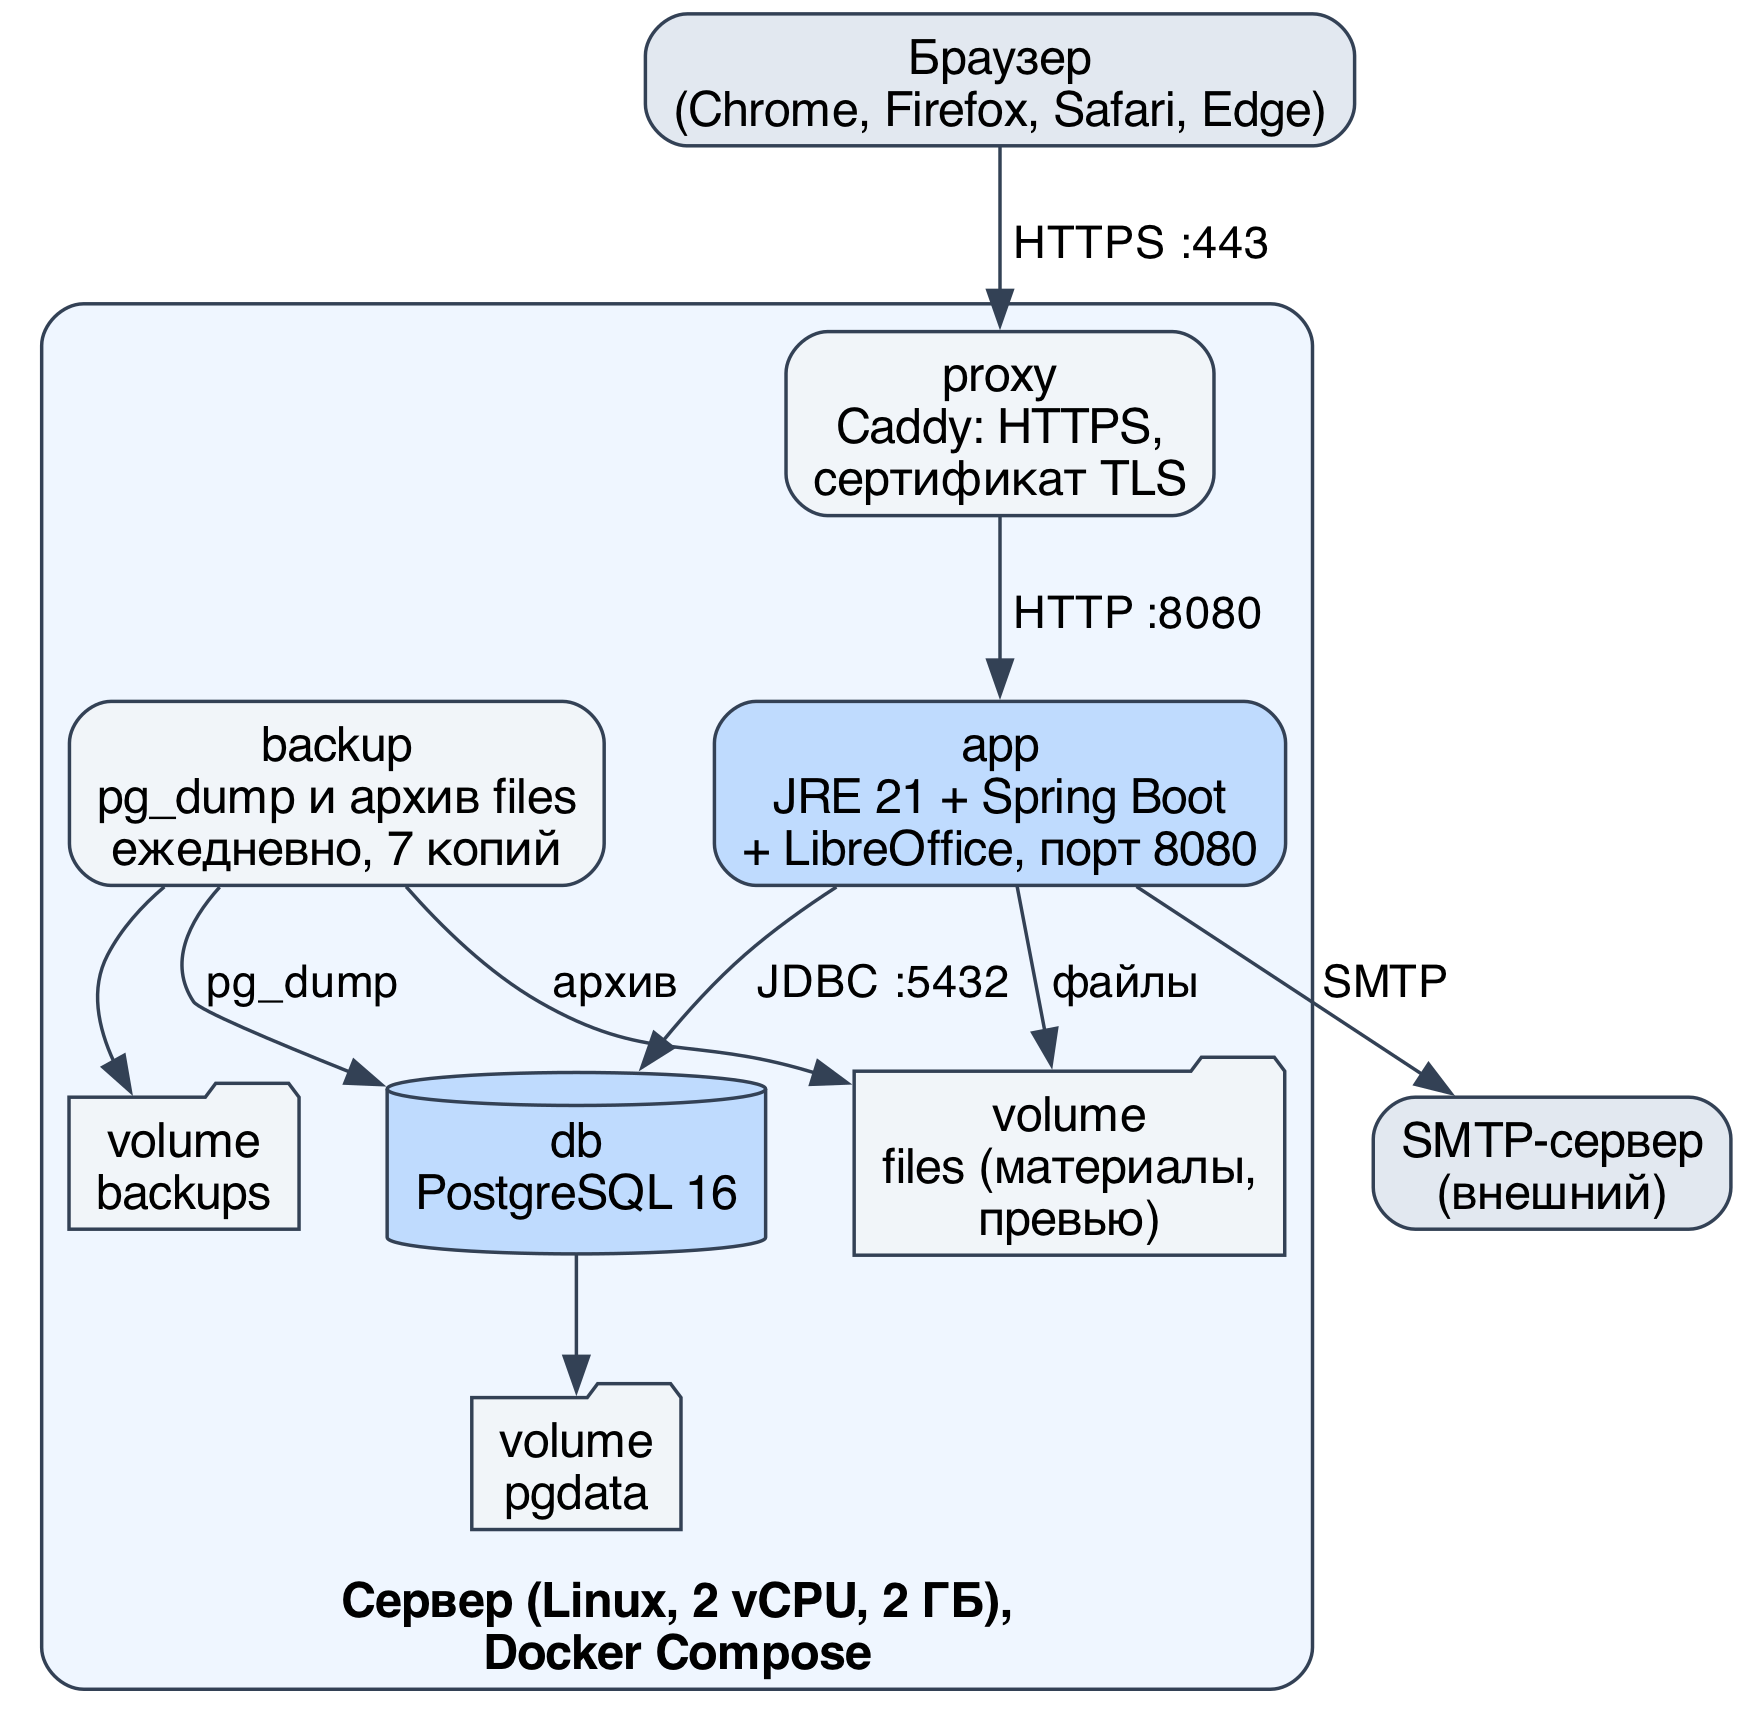 Браузер
(Chrome, Firefox, Safari, Edge)
HTTPS :443
proxy
Caddy: HTTPS,
сертификат TLS
HTTP :8080
backup
pg_dump и архив files
ежедневно, 7 копий
app
JRE 21 + Spring Boot
+ LibreOffice, порт 8080
pg_dump
архив
JDBC :5432
файлы
SMTP
volume
backups
db
PostgreSQL 16
volume
files (материалы,
превью)
SMTP-сервер
(внешний)
volume
pgdata
Сервер (Linux, 2 vCPU, 2 ГБ),
Docker Compose